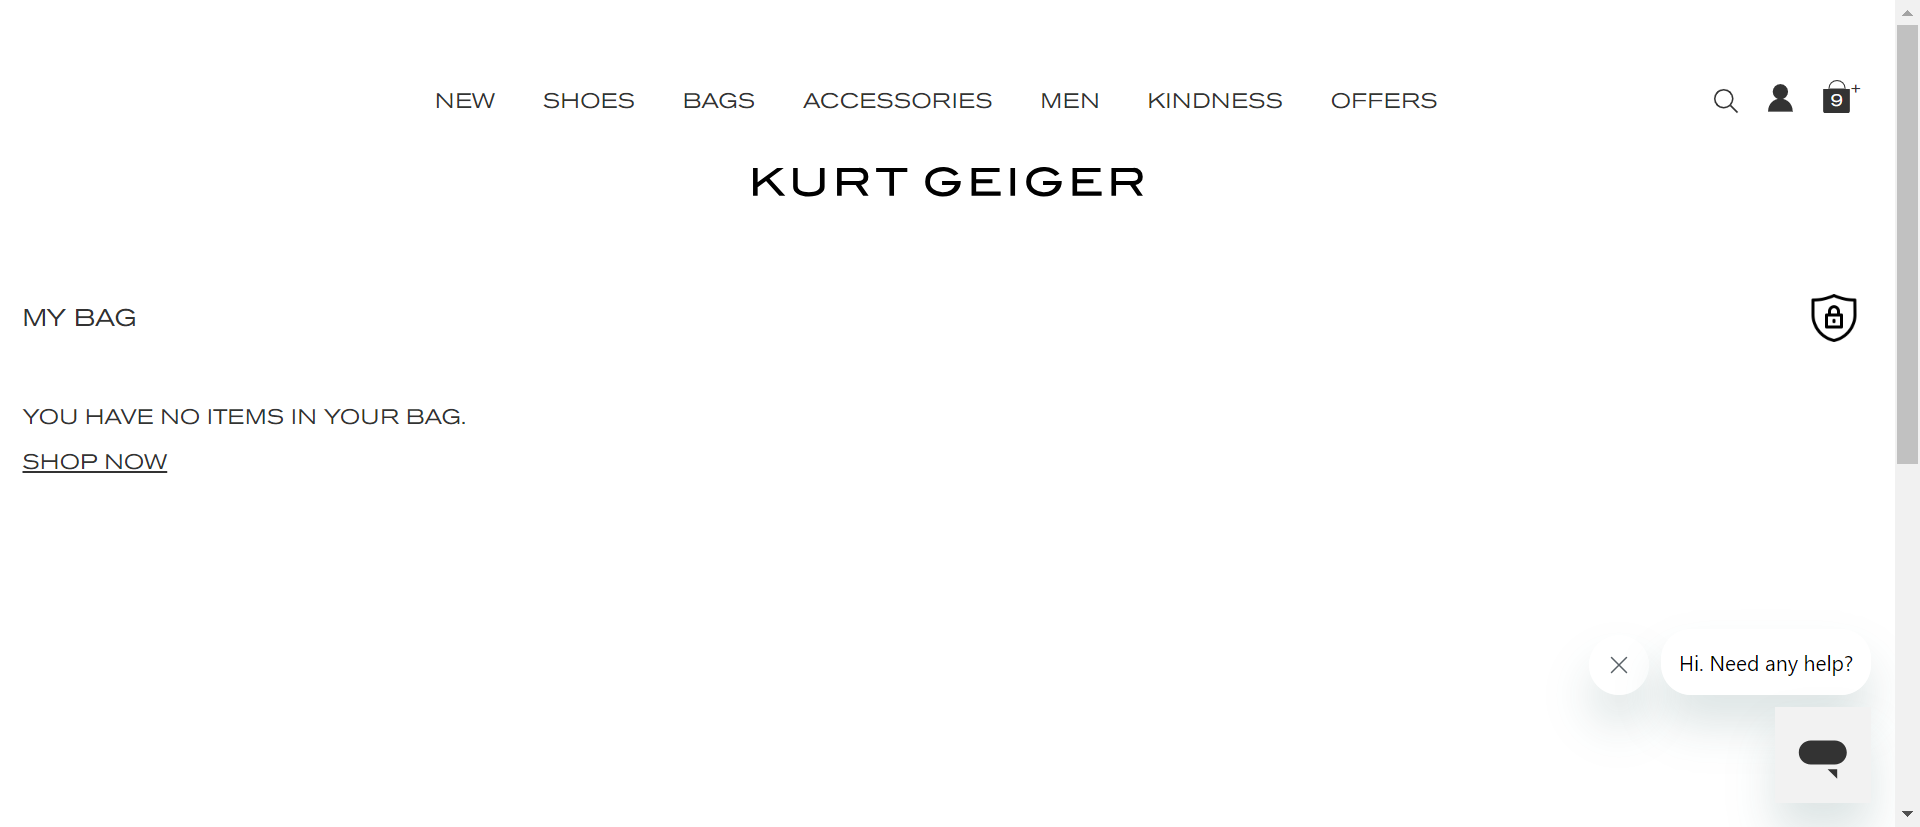 NEW SHOES BAGS ACCESSORIES MEN KINDNESS OFFERS 9+
KURT GEIGER
MY BAG
YOU HAVE NO ITEMS IN YOUR BAG.
SHOP NOW
Hi. Need any help?